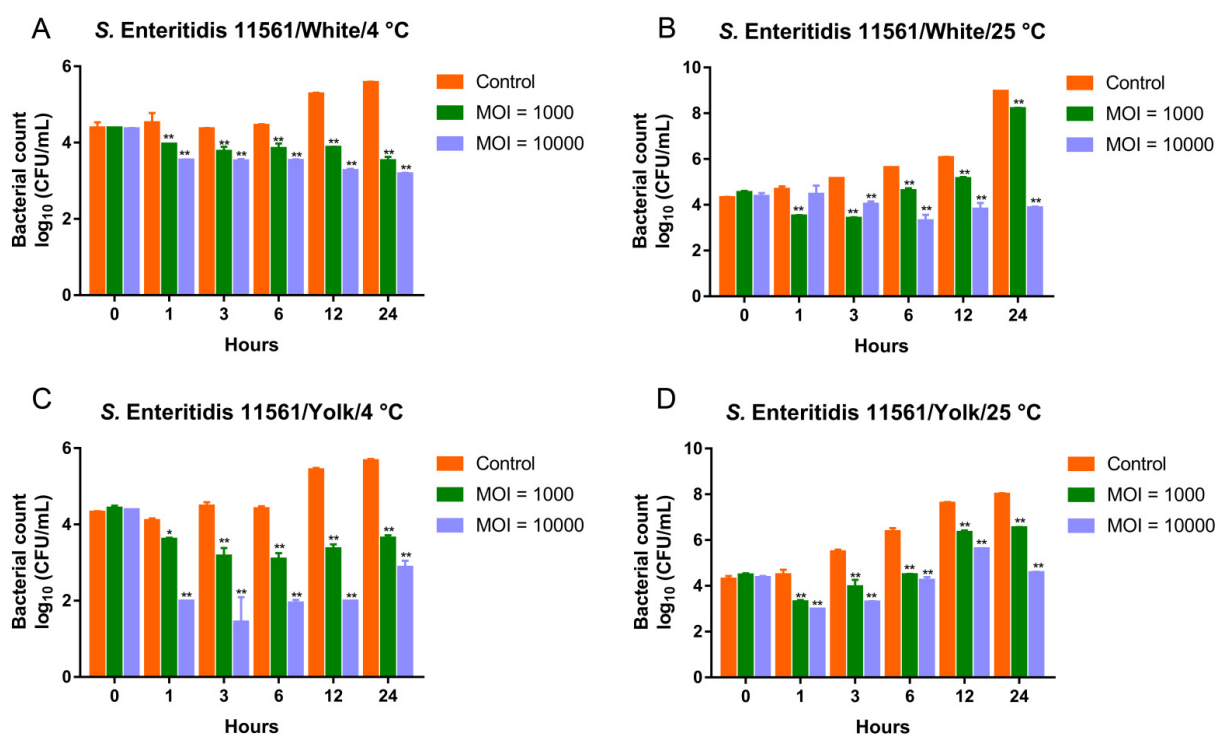 A
S. Enteritidis 11561/White/4 °C
Bacterial count
log10 (CFU/mL)
6
4
2
0
** ** ** ** ** ** ** ** ** **
0 1 3 6 12 24
Hours
Control
MOI = 1000
MOI = 10000
B
S. Enteritidis 11561/White/25 °C
Bacterial count
log10 (CFU/mL)
10
8
6
4
2
0
** ** ** ** ** ** ** ** **
0 1 3 6 12 24
Hours
Control
MOI = 1000
MOI = 10000
C
S. Enteritidis 11561/Yolk/4 °C
Bacterial count
log10 (CFU/mL)
6
4
2
0
* ** ** ** ** ** ** ** ** **
0 1 3 6 12 24
Hours
Control
MOI = 1000
MOI = 10000
D
S. Enteritidis 11561/Yolk/25 °C
Bacterial count
log10 (CFU/mL)
10
8
6
4
2
0
** ** ** ** ** ** ** ** ** **
0 1 3 6 12 24
Hours
Control
MOI = 1000
MOI = 10000